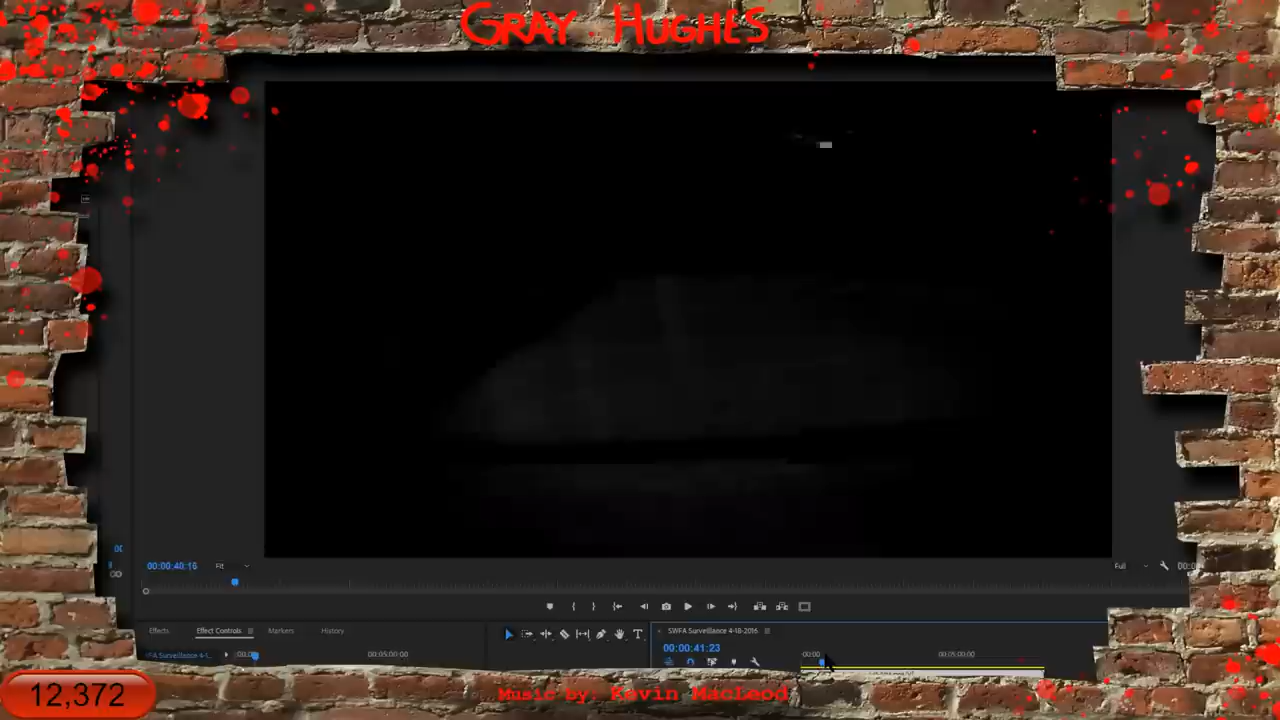 GRAY HUGHES
00:00:40:16
Fit
Full
Effects
Effect Controls
Markers
History
SWFA Surveillance 4-18-2016
00:00:41:23
:00:00
00:05:00:00
00:05:00:00
12,372
Music by: Kevin MacLeod